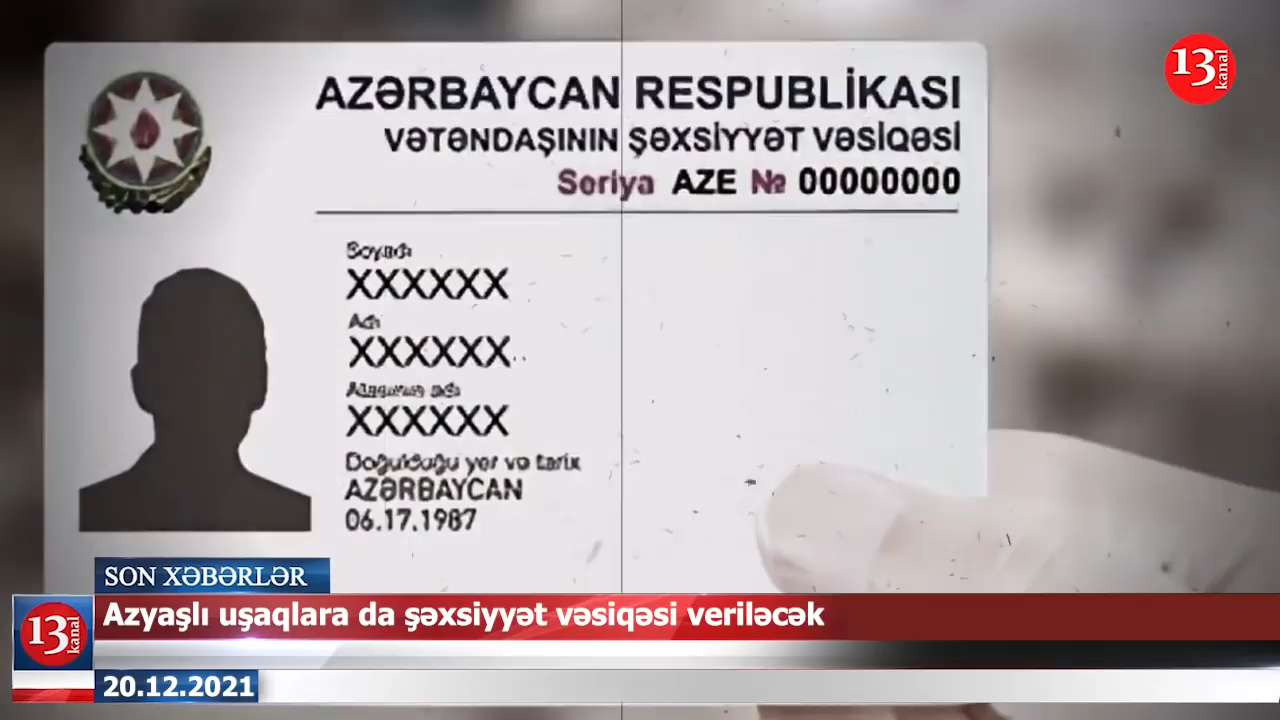 AZƏRBAYCAN RESPUBLİKASI
VƏTƏNDAŞININ ŞƏXSİYYƏT VƏSİQƏSİ
Seriya AZE № 00000000
13 kanal
Soyadı
XXXXXX
Adı
XXXXXX
Atasının adı
XXXXXX
Doğulduğu yer və tarix
AZƏRBAYCAN
06.17.1987
SON XƏBƏRLƏR
13 kanal
Azyaşlı uşaqlara da şəxsiyyət vəsiqəsi veriləcək
20.12.2021